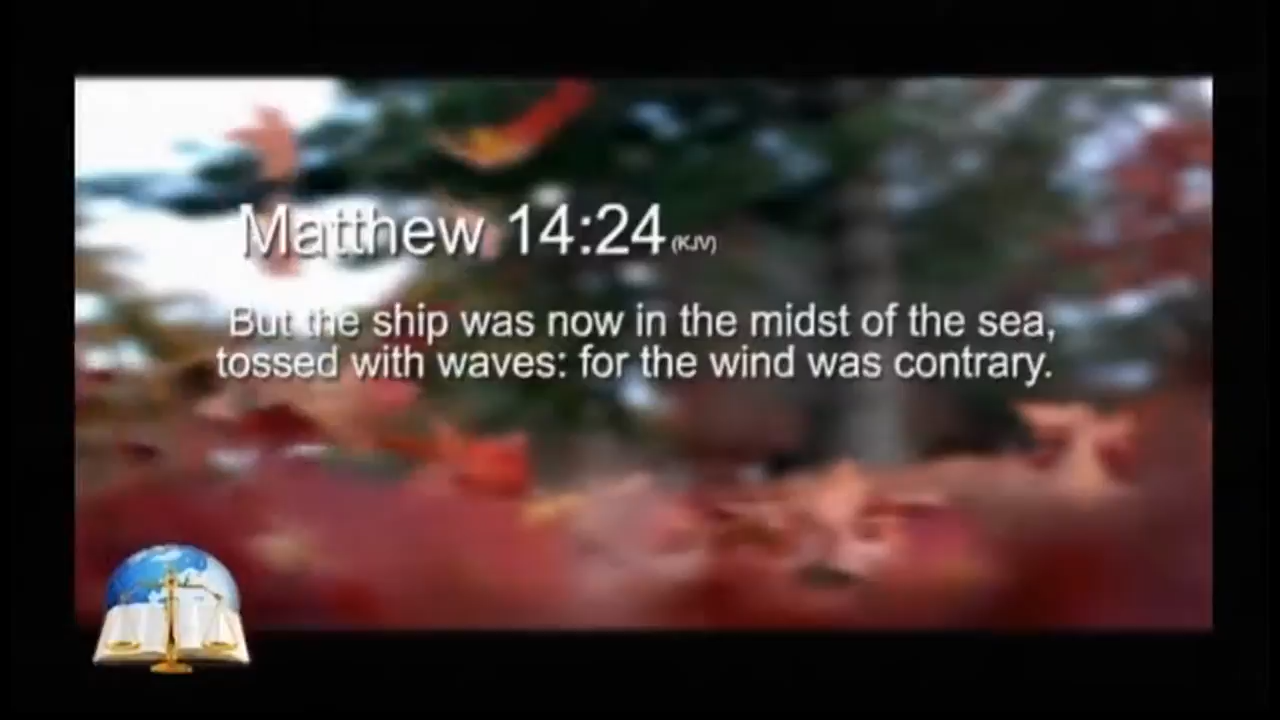 Matthew 14:24 (KJV)
But the ship was now in the midst of the sea,
tossed with waves: for the wind was contrary.